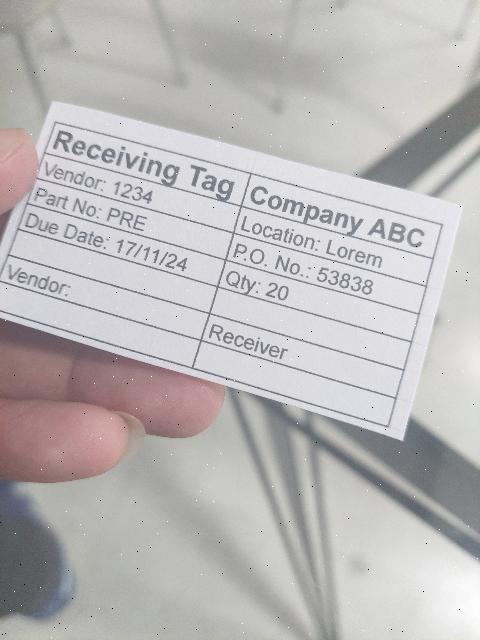 Receiving Tag
Company ABC
Vendor: 1234
Location: Lorem
Part No: PRE
P.O. No.: 53838
Due Date: 17/11/24
Qty: 20
Vendor:
Receiver